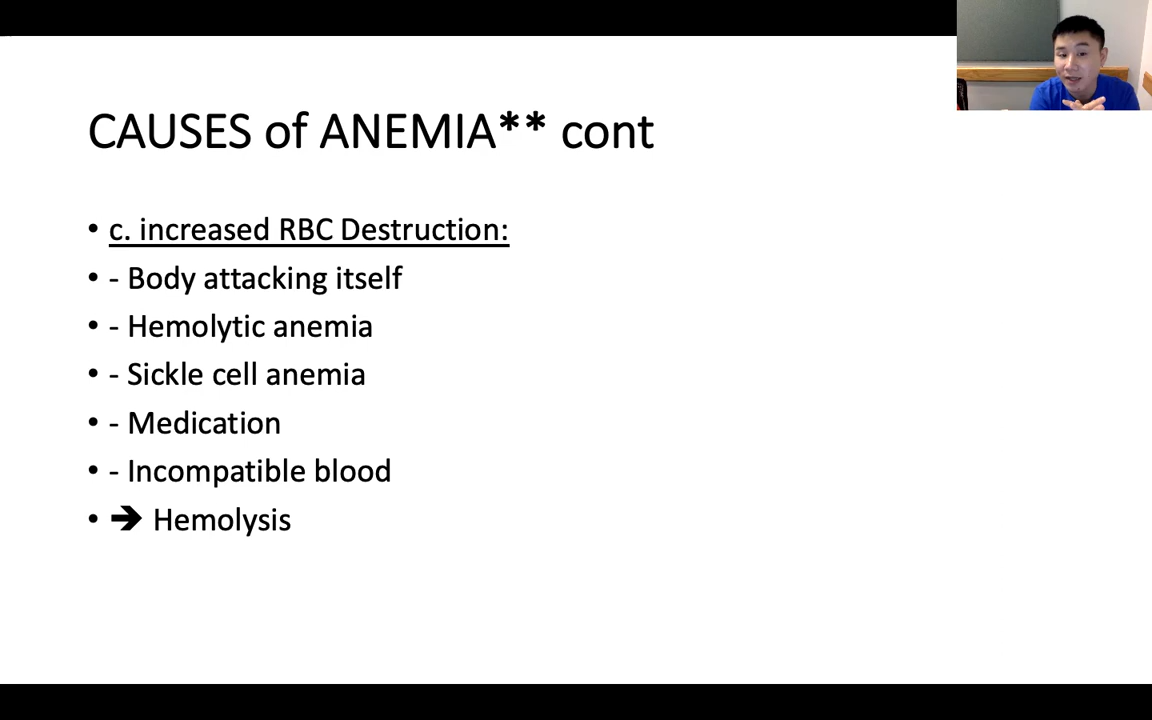 CAUSES of ANEMIA** cont
• c. increased RBC Destruction:
• - Body attacking itself
• - Hemolytic anemia
• - Sickle cell anemia
• - Medication
• - Incompatible blood
• ➔ Hemolysis